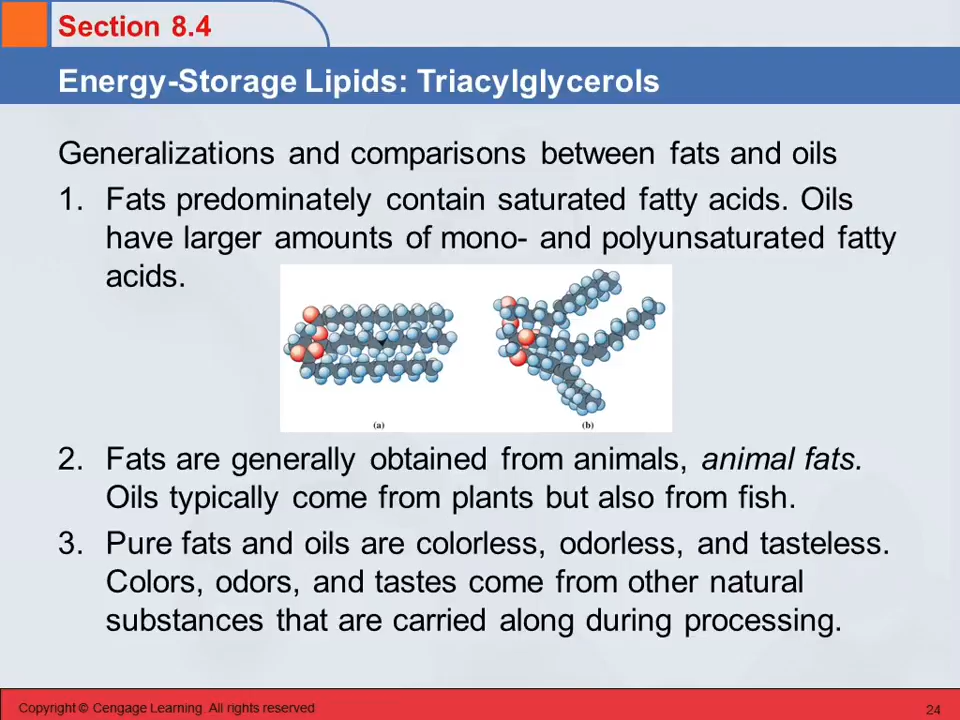 Section 8.4
Energy-Storage Lipids: Triacylglycerols
Generalizations and comparisons between fats and oils
1. Fats predominately contain saturated fatty acids. Oils
have larger amounts of mono- and polyunsaturated fatty
acids.
(a) (b)
2. Fats are generally obtained from animals, animal fats.
Oils typically come from plants but also from fish.
3. Pure fats and oils are colorless, odorless, and tasteless.
Colors, odors, and tastes come from other natural
substances that are carried along during processing.
Copyright © Cengage Learning. All rights reserved 24